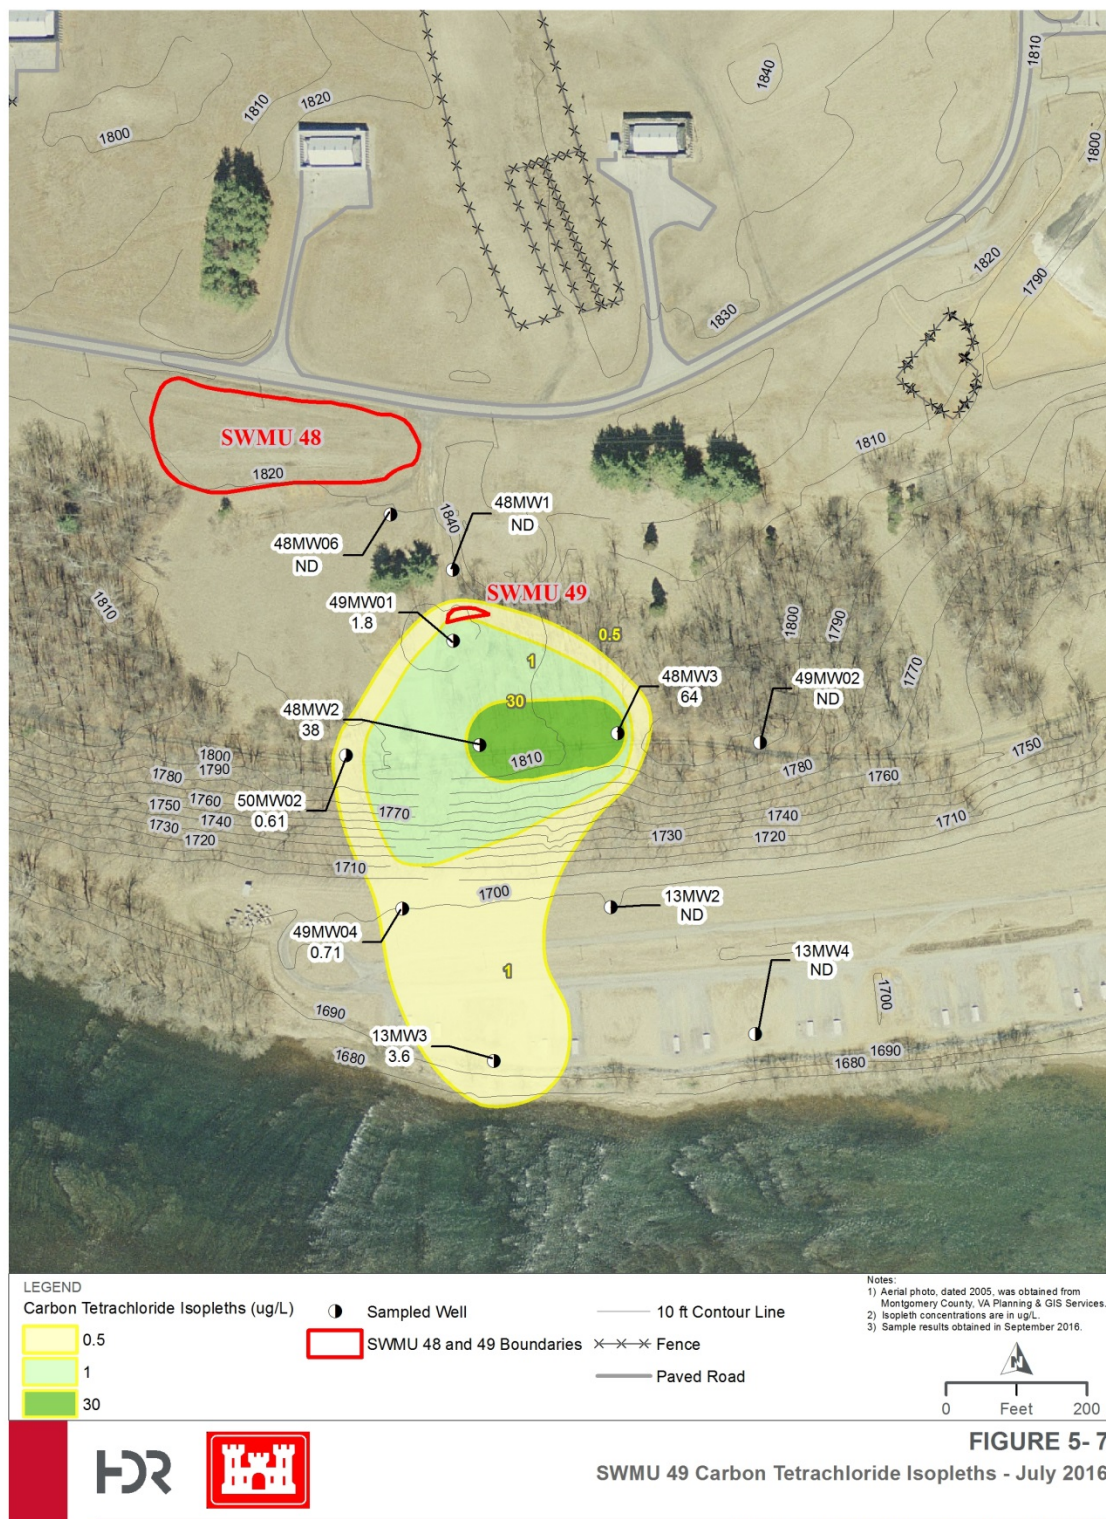 1810
1840
1810
1820
1800
1800
1820
1790
1830
SWMU 48
1820
1810
48MW1
ND
1840
48MW06
ND
SWMU 49
49MW01
1.8
1810
0.5
1800
1790
1
1770
48MW3
64
49MW02
ND
30
48MW2
38
1810
1800
1790
1780
1750
1780
1760
50MW02
0.61
1750
1760
1770
1740
1710
1730
1740
1720
1730
1720
1710
1700
13MW2
ND
49MW04
0.71
13MW4
ND
1
1700
1690
13MW3
3.6
1680
1690
1680
LEGEND
Carbon Tetrachloride Isopleths (ug/L)
0.5
1
30
Sampled Well
SWMU 48 and 49 Boundaries
10 ft Contour Line
Fence
Paved Road
Notes:
1) Aerial photo, dated 2005, was obtained from
Montgomery County, VA Planning & GIS Services.
2) Isopleth concentrations are in ug/L.
3) Sample results obtained in September 2016.
N
0 Feet 200
HDR
FIGURE 5- 7
SWMU 49 Carbon Tetrachloride Isopleths - July 2016